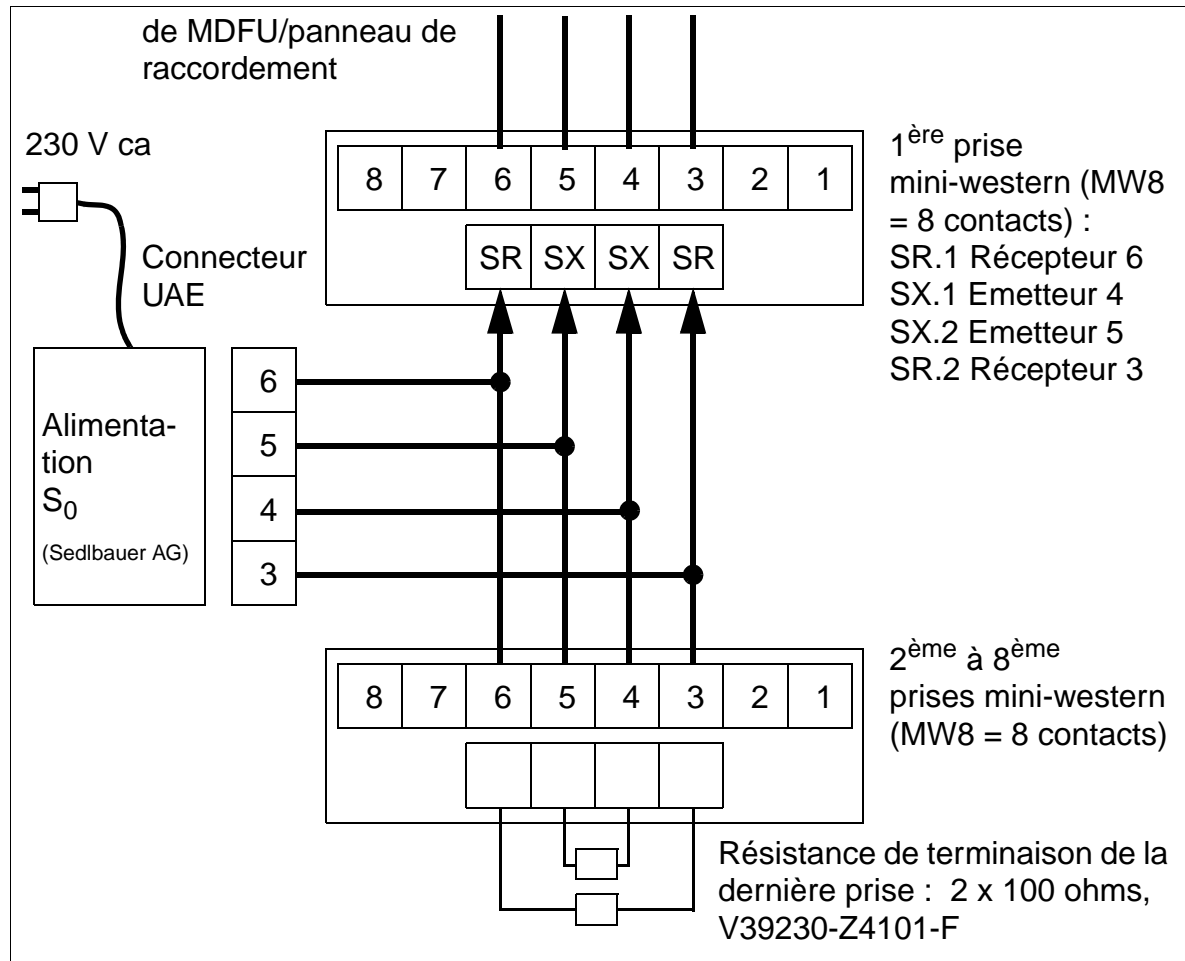 de MDFU/panneau de
raccordement
230 V ca
8 7 6 5 4 3 2 1
SR SX SX SR
1ère prise
mini-western (MW8
= 8 contacts) :
SR.1 Récepteur 6
SX.1 Emetteur 4
SX.2 Emetteur 5
SR.2 Récepteur 3
Connecteur
UAE
Alimenta-
tion
S0
(Sedlbauer AG)
6
5
4
3
8 7 6 5 4 3 2 1
2ème à 8ème
prises mini-western
(MW8 = 8 contacts)
Résistance de terminaison de la
dernière prise : 2 x 100 ohms,
V39230-Z4101-F